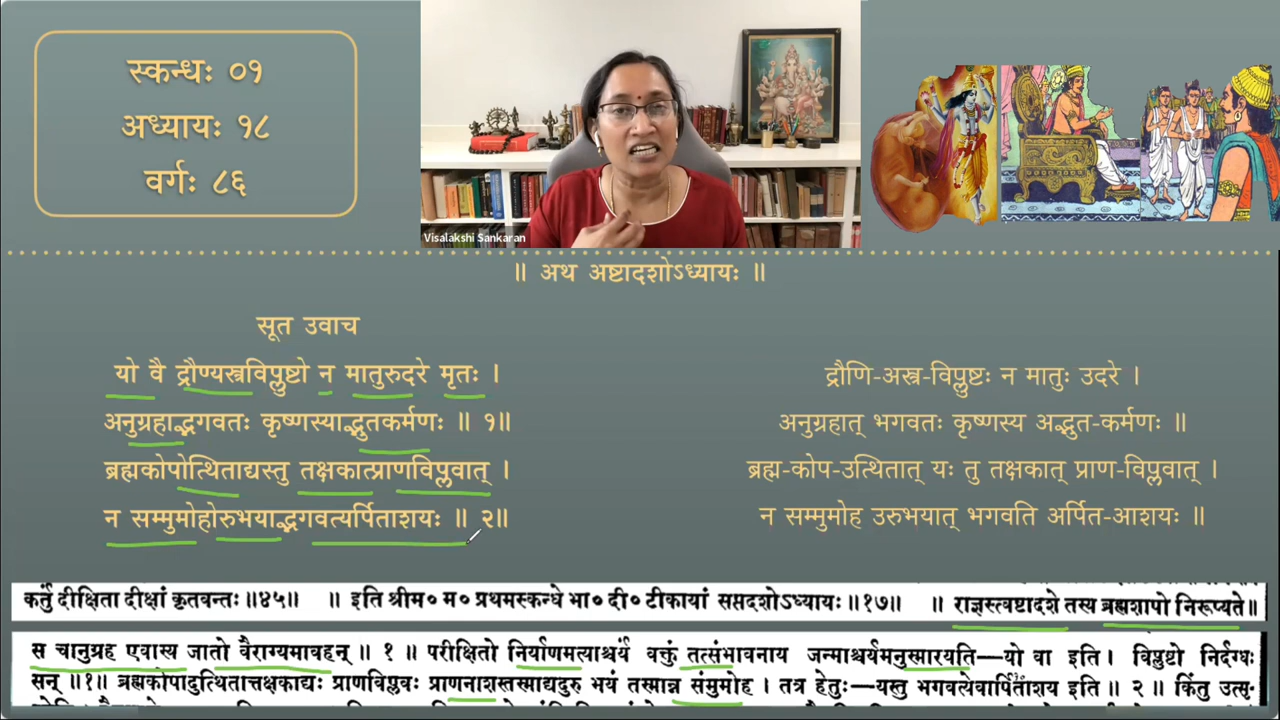 स्कन्धः ०१
अध्यायः १८
वर्गः ८६
Visalakshi Sankaran
॥ अथ अष्टादशोऽध्यायः ॥
सूत उवाच
यो वै द्रौण्यस्त्रविप्लुष्टो न मातुरुदरे मृतः ।
अनुग्रहाद्भगवतः कृष्णस्याद्भुतकर्मणः ॥ १॥
ब्रह्मकोपोत्थिताद्यस्तु तक्षकात्प्राणविप्लवात् ।
न सम्मुमोहोरुभयाद्भगवत्यर्पिताशयः ॥ २॥
द्रौणि-अस्त्र-विप्लुष्टः न मातुः उदरे ।
अनुग्रहात् भगवतः कृष्णस्य अद्भुत-कर्मणः ॥
ब्रह्म-कोप-उत्थितात् यः तु तक्षकात् प्राण-विप्लवात् ।
न सम्मुमोह उरुभयात् भगवति अर्पित-आशयः ॥
कर्तुं दीक्षिता दीक्षां कृतवन्तः ॥४५॥ ॥ इति श्रीम० म० प्रथमस्कन्धे भा० दी० टीकायां सप्तदशोऽध्यायः ॥१७॥ ॥ राज्ञस्त्वष्टादशे तस्य ब्रह्मशापो निरूप्यते॥
स चानुग्रह एवास्य जातो वैराग्यमावहन् ॥ १ ॥ परीक्षितो निर्याणमत्याश्चर्यं वक्तुं तत्संभावनाय जन्माश्चर्यमनुस्मारयति—यो वा इति। विप्लुष्टो निर्दग्धः
सन् ॥१॥ ब्रह्मकोपादुत्थितात्तक्षकाद्यः प्राणविप्लवः प्राणनाशस्तस्माद्यदुरु भयं तस्मान्न संमुमोह । तत्र हेतुः—यस्तु भगवत्येवार्पिताशय इति ॥ २ ॥ किंतु उत्सृ-